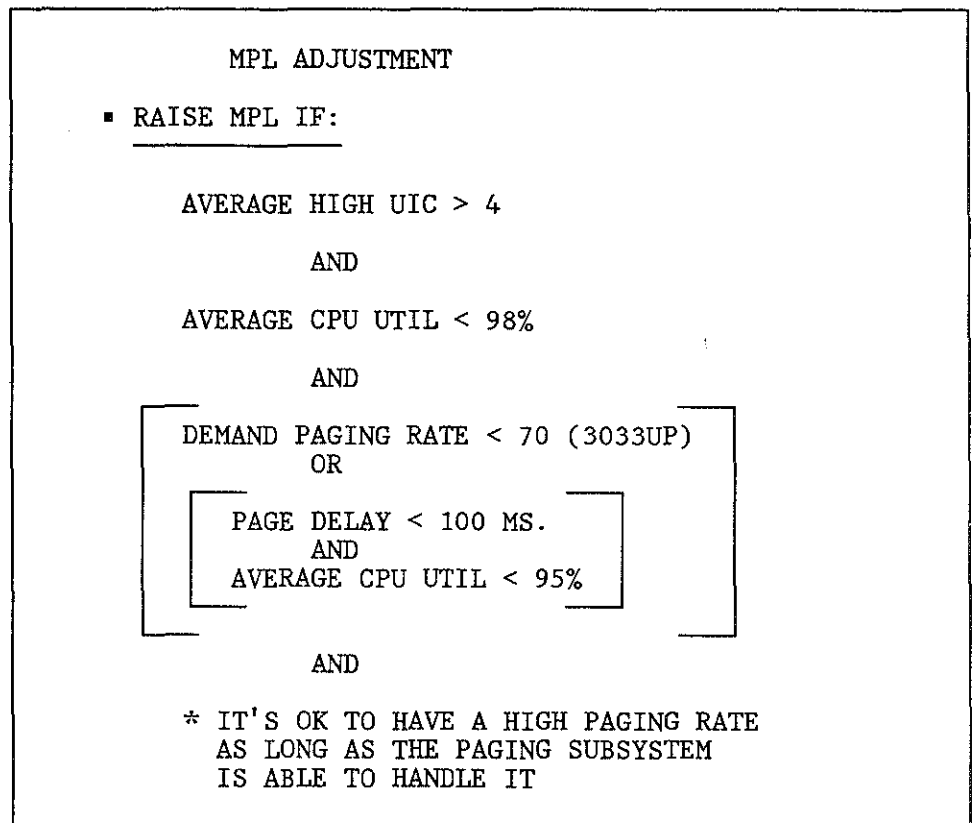 MPL ADJUSTMENT
▪ RAISE MPL IF:
AVERAGE HIGH UIC > 4
AND
AVERAGE CPU UTIL < 98%
AND
DEMAND PAGING RATE < 70 (3033UP)
OR
PAGE DELAY < 100 MS.
AND
AVERAGE CPU UTIL < 95%
AND
* IT'S OK TO HAVE A HIGH PAGING RATE
AS LONG AS THE PAGING SUBSYSTEM
IS ABLE TO HANDLE IT